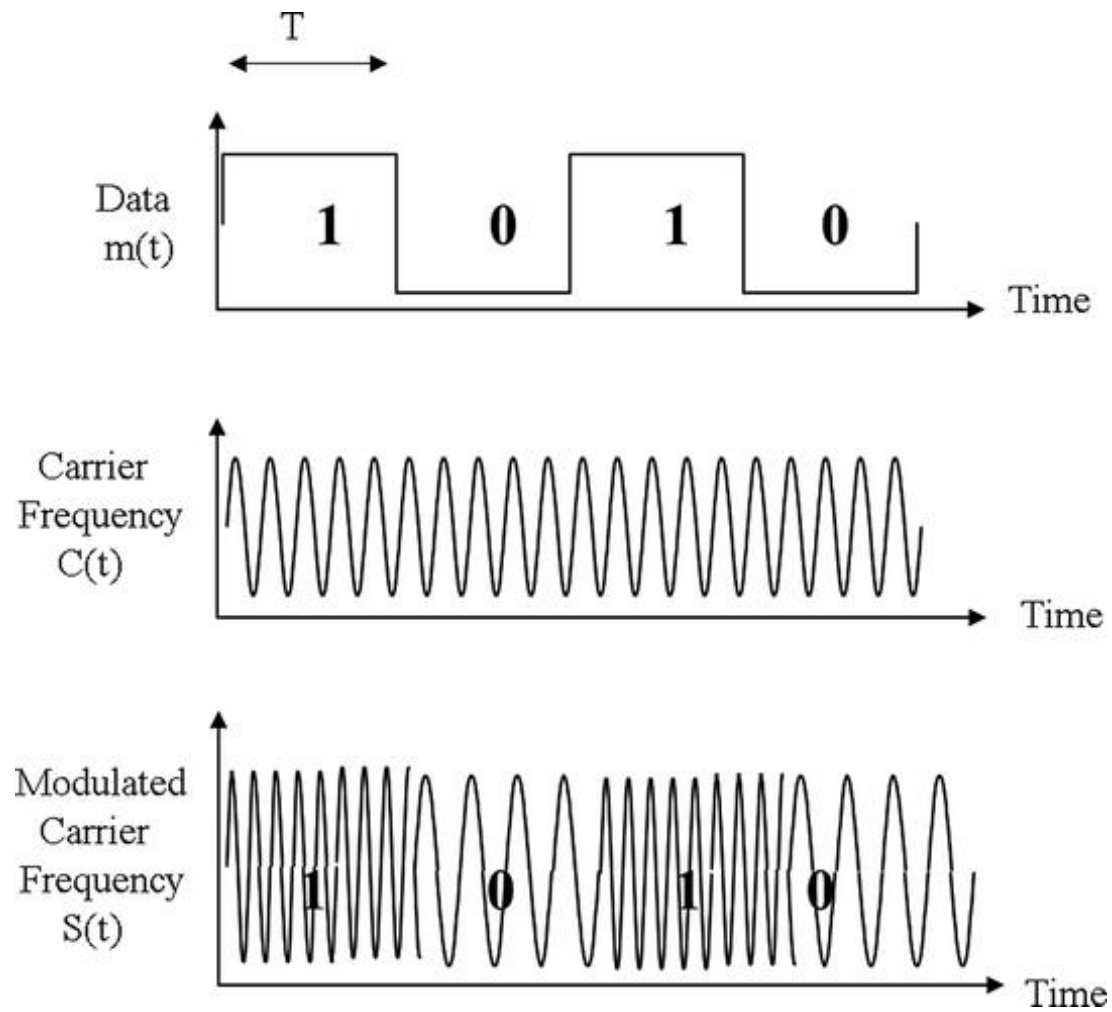 T
Data
m(t)
1 0 1 0
Time
Carrier
Frequency
C(t)
Time
Modulated
Carrier
Frequency
S(t)
1 0 1 0
Time